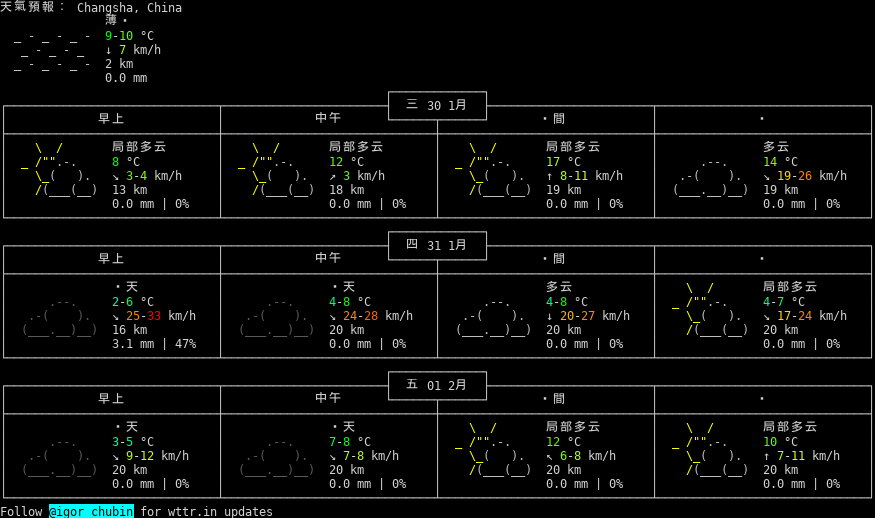 天氣預報： Changsha, China
薄・
9-10 °C
↓ 7 km/h
2 km
0.0 mm
三 30 1月
早上 中午 ・間 ・
局部多云 局部多云 局部多云 多云
8 °C 12 °C 17 °C 14 °C
↘ 3-4 km/h ↗ 3 km/h ↑ 8-11 km/h ↘ 19-26 km/h
13 km 18 km 19 km 19 km
0.0 mm | 0% 0.0 mm | 0% 0.0 mm | 0% 0.0 mm | 0%
四 31 1月
早上 中午 ・間 ・
・天 ・天 多云 局部多云
2-6 °C 4-8 °C 4-8 °C 4-7 °C
↘ 25-33 km/h ↘ 24-28 km/h ↓ 20-27 km/h ↘ 17-24 km/h
16 km 20 km 20 km 20 km
3.1 mm | 47% 0.0 mm | 0% 0.0 mm | 0% 0.0 mm | 0%
五 01 2月
早上 中午 ・間 ・
・天 ・天 局部多云 局部多云
3-5 °C 7-8 °C 12 °C 10 °C
↘ 9-12 km/h ↘ 7-8 km/h ↖ 6-8 km/h ↑ 7-11 km/h
20 km 20 km 20 km 20 km
0.0 mm | 0% 0.0 mm | 0% 0.0 mm | 0% 0.0 mm | 0%
Follow @igor_chubin for wttr.in updates